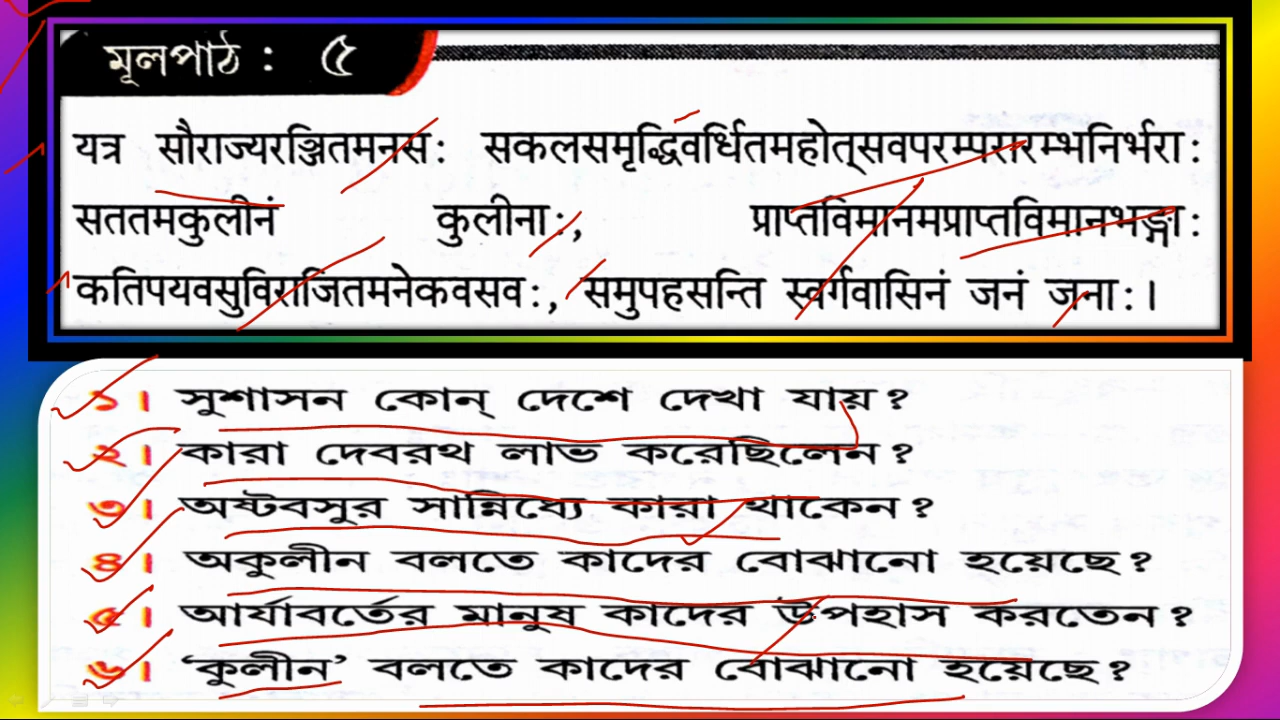 মূলপাঠ : ৫
यत्र सौराज्यरञ्जितमनसः सकलसमृद्धिवर्धितमहोत्सवपरम्परारम्भनिर्भराः
सततमकुलीनं कुलीनाः, प्राप्तविमानमप्राप्तविमानभङ्गाः
कतिपयवसुविराजितमनेकवसवः, समुपहसन्ति स्वर्गवासिनं जनं जनाः।
১। সুশাসন কোন্ দেশে দেখা যায়?
২। কারা দেবরথ লাভ করেছিলেন?
৩। অষ্টবসুর সান্নিধ্যে কারা থাকেন?
৪। অকুলীন বলতে কাদের বোঝানো হয়েছে?
৫। আর্যাবর্তের মানুষ কাদের উপহাস করতেন?
৬। ‘কুলীন’ বলতে কাদের বোঝানো হয়েছে?